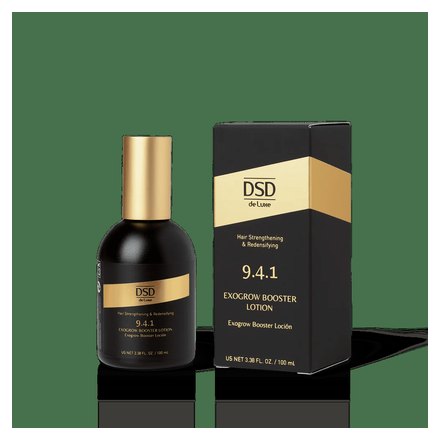 DSD
de Luxe
Hair Strengthening & Redensifying
9.4.1
EXOGROW BOOSTER LOTION
Exogrow Booster Loción
US NET 3.38 FL. OZ. / 100 mL
DSD
de Luxe
Hair Strengthening
& Redensifying
9.4.1
EXOGROW BOOSTER
LOTION
Exogrow Booster Loción
US NET 3.38 FL. OZ. / 100 mL